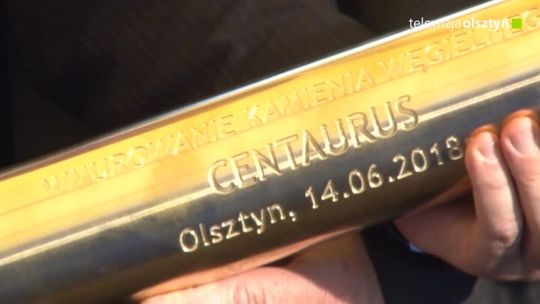 telewizja olsztyn
WMUROWANIE KAMIENIA WĘGIELNEGO
CENTAURUS
Olsztyn, 14.06.2018